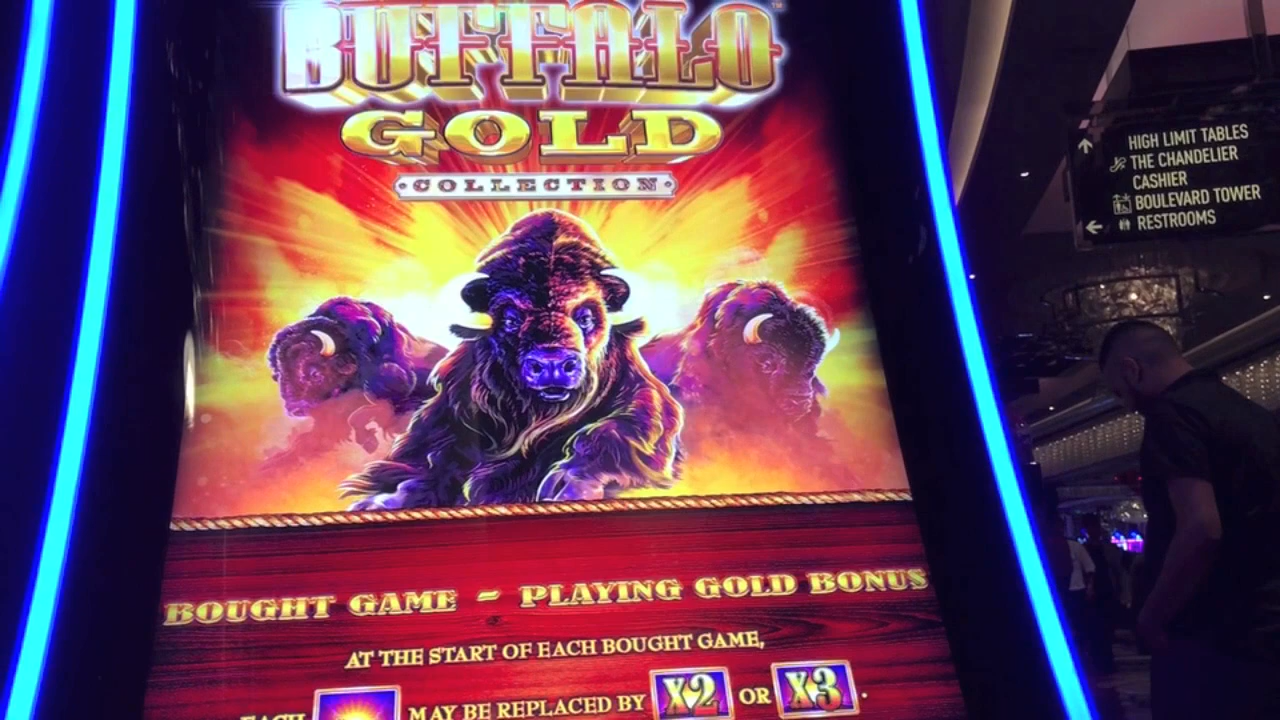 BUFFALO
GOLD
COLLECTION
BOUGHT GAME ~ PLAYING GOLD BONUS
AT THE START OF EACH BOUGHT GAME,
EACH MAY BE REPLACED BY X2 OR X3.
HIGH LIMIT TABLES
THE CHANDELIER
CASHIER
BOULEVARD TOWER
RESTROOMS